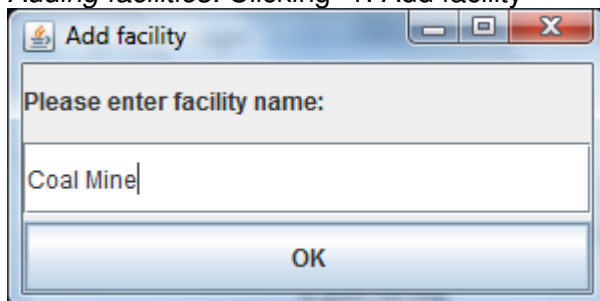 Adding facilities: Clicking "1. Add facility"
Add facility
Please enter facility name:
Coal Mine
OK